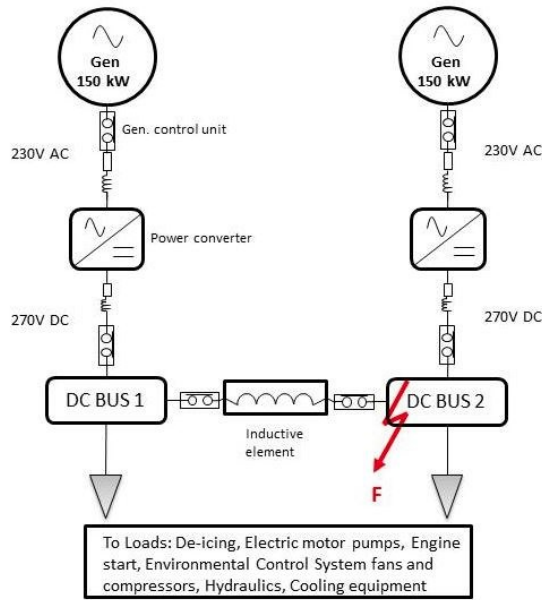 Gen
150 kW
Gen
150 kW
Gen. control unit
230V AC
230V AC
Power converter
270V DC
270V DC
DC BUS 1
DC BUS 2
Inductive
element
F
To Loads: De-icing, Electric motor pumps, Engine
start, Environmental Control System fans and
compressors, Hydraulics, Cooling equipment